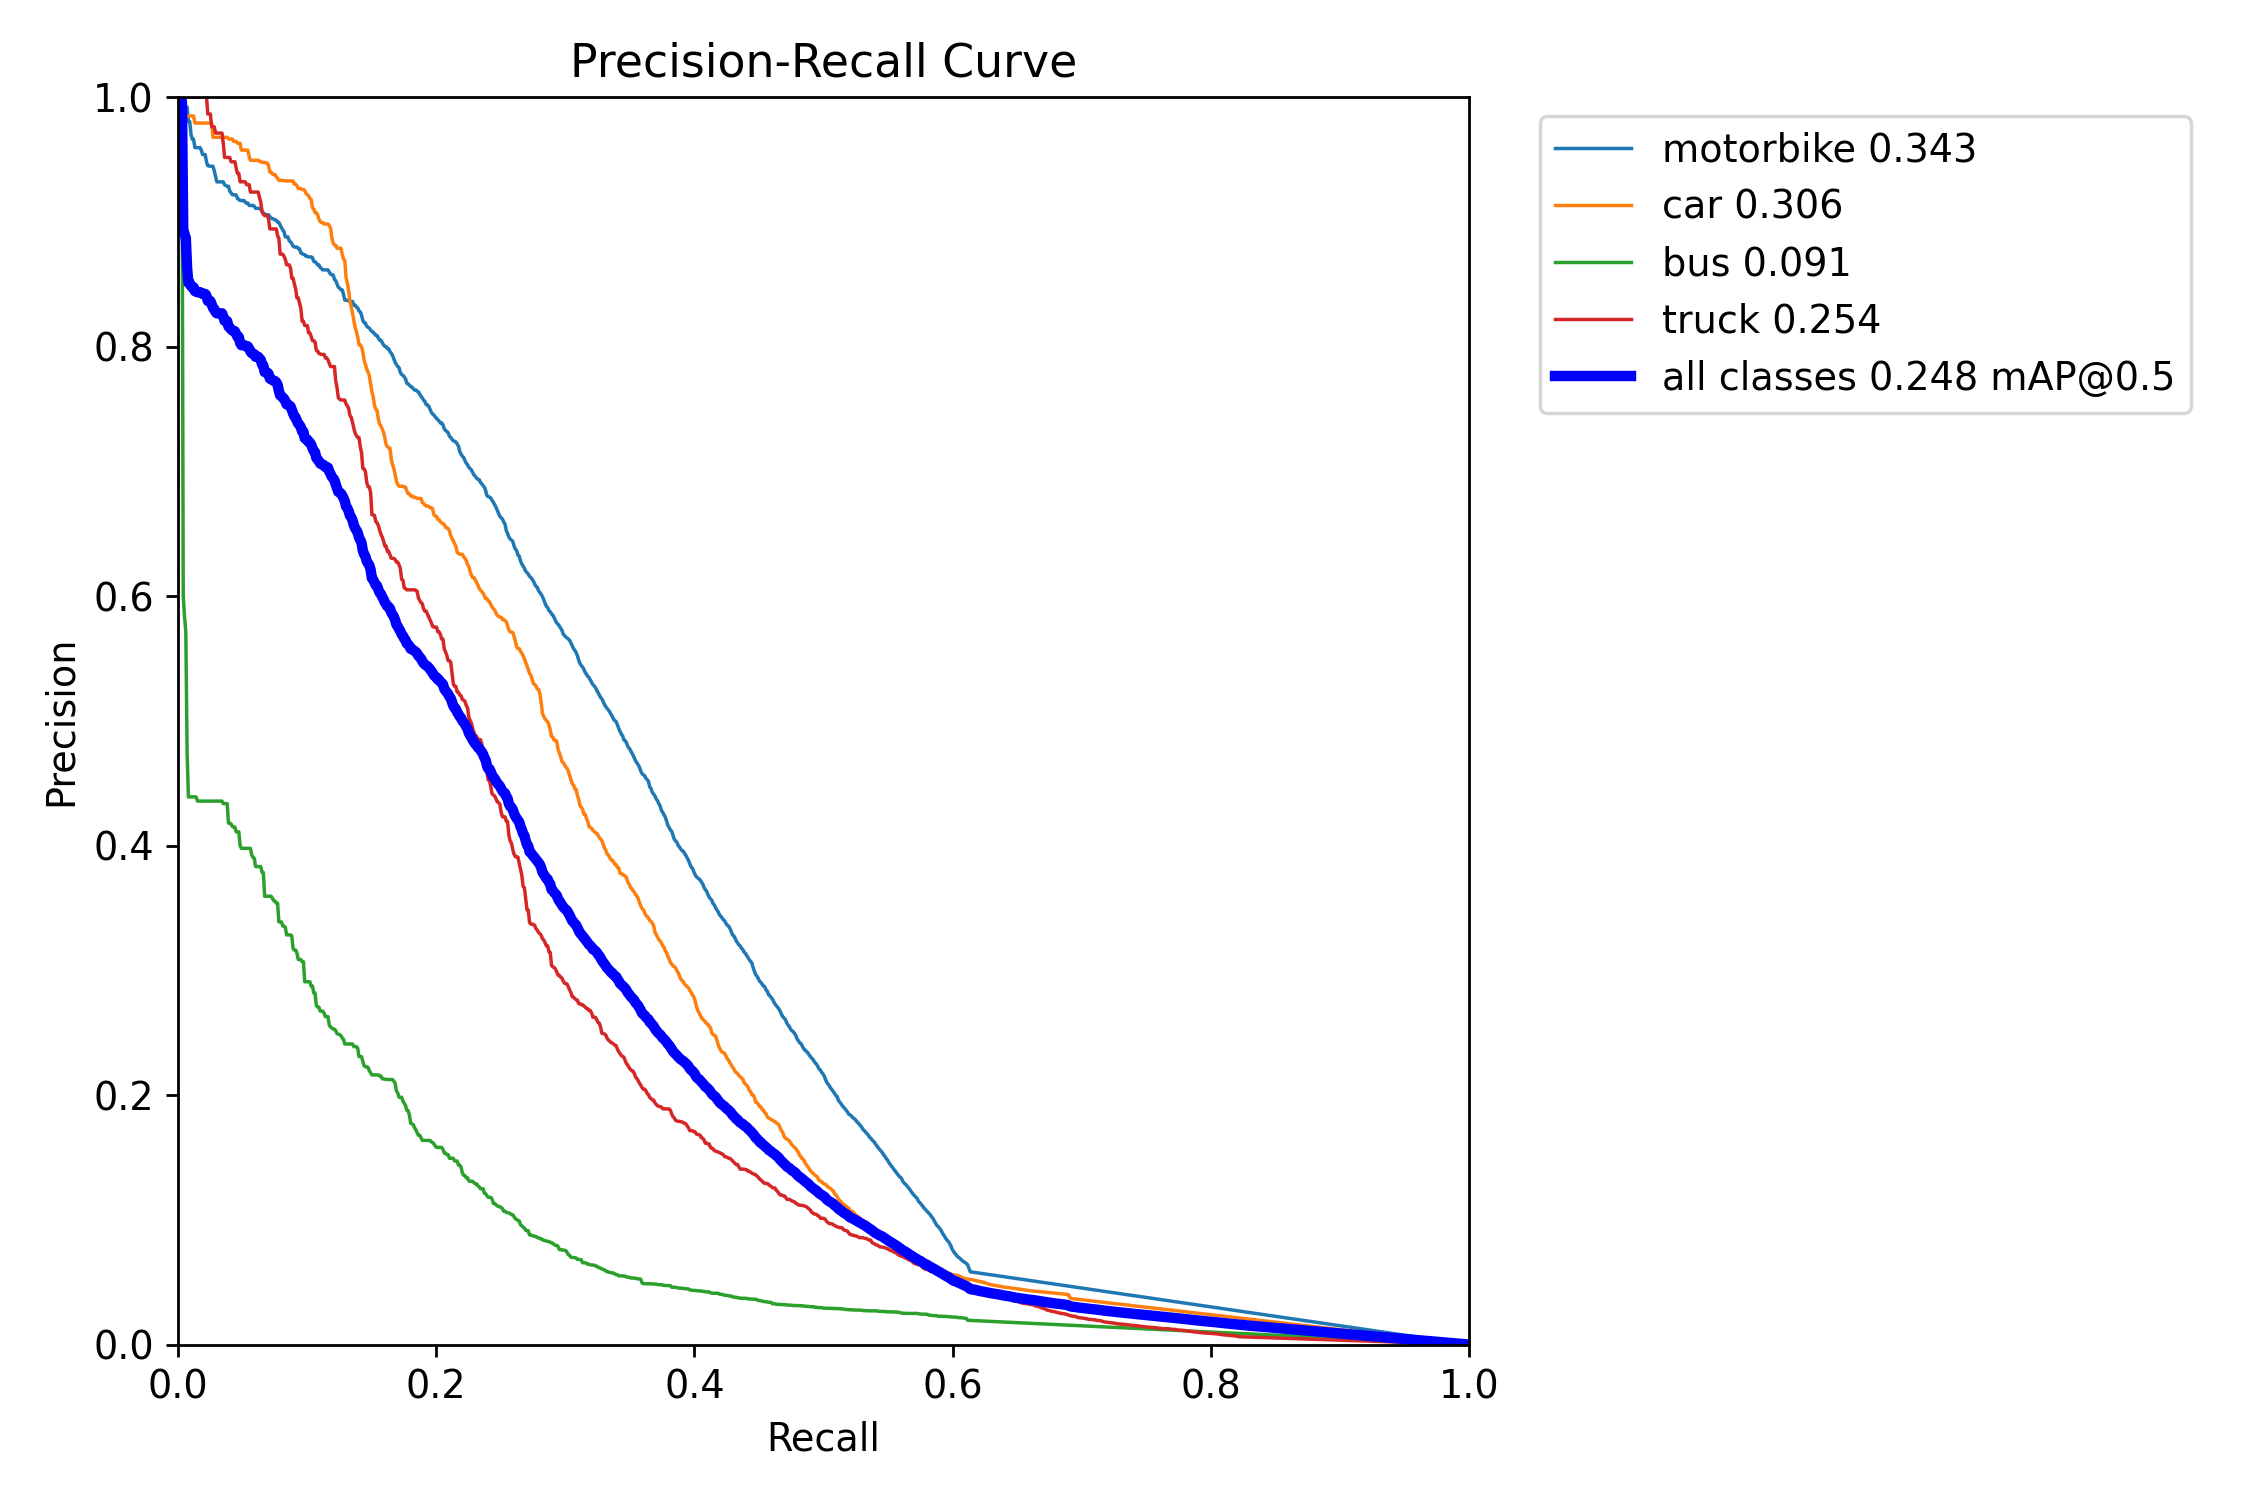 Precision-Recall Curve
motorbike 0.343
car 0.306
bus 0.091
truck 0.254
all classes 0.248 mAP@0.5
Precision
1.0
0.8
0.6
0.4
0.2
0.0
0.0 0.2 0.4 0.6 0.8 1.0
Recall